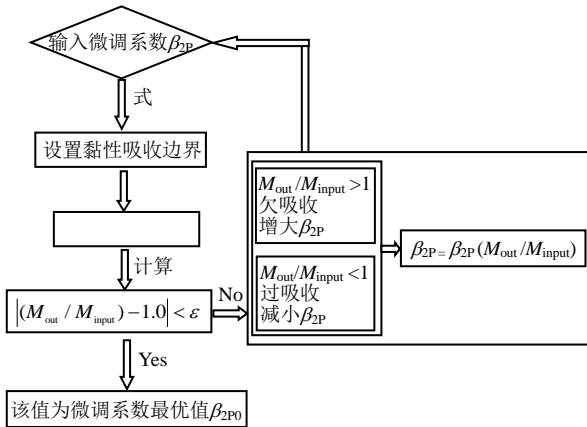 输入微调系数β2P
式
设置黏性吸收边界
计算
|(Mout / Minput)−1.0| < ε
No
Yes
该值为微调系数最优值β2P0
Mout/Minput >1
欠吸收
增大β2P
Mout/Minput <1
过吸收
减小β2P
β2P = β2P (Mout/Minput)